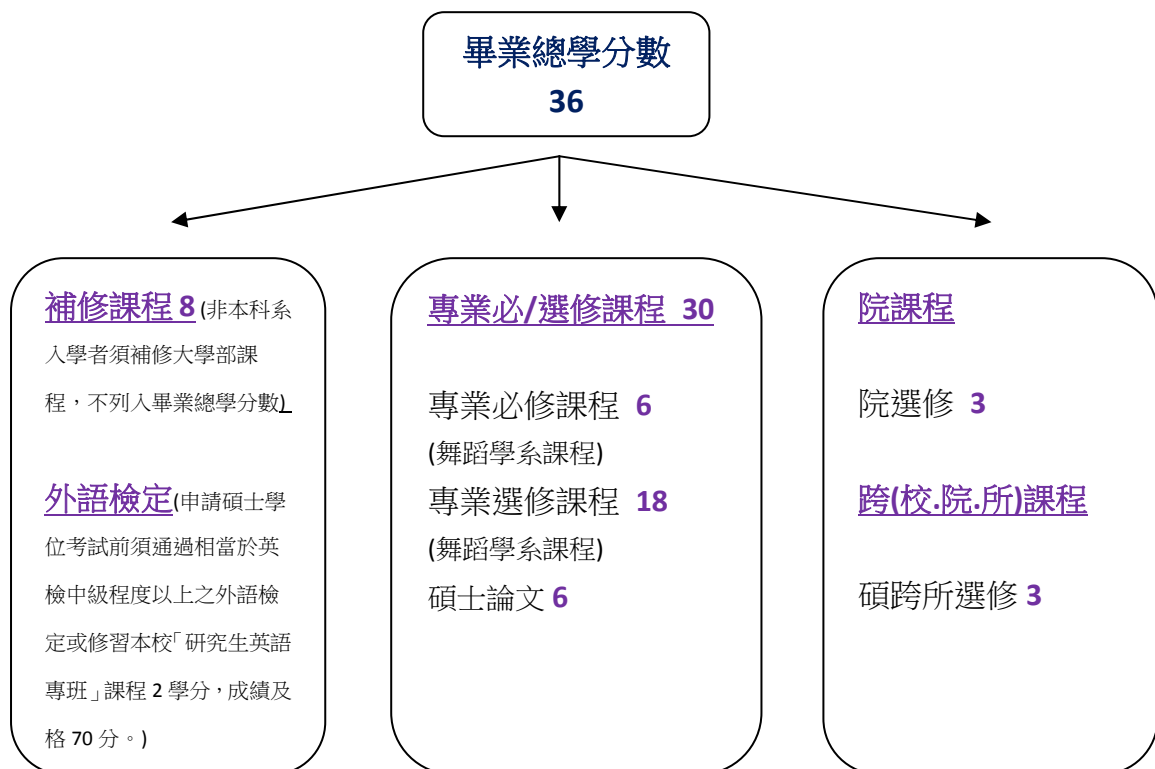 畢業總學分數
36
補修課程 8 (非本科系
入學者須補修大學部課
程，不列入畢業總學分數)
外語檢定(申請碩士學
位考試前須通過相當於英
檢中級程度以上之外語檢
定或修習本校「研究生英語
專班」課程 2 學分，成績及
格 70 分。)
專業必/選修課程 30
專業必修課程 6
(舞蹈學系課程)
專業選修課程 18
(舞蹈學系課程)
碩士論文 6
院課程
院選修 3
跨(校.院.所)課程
碩跨所選修 3